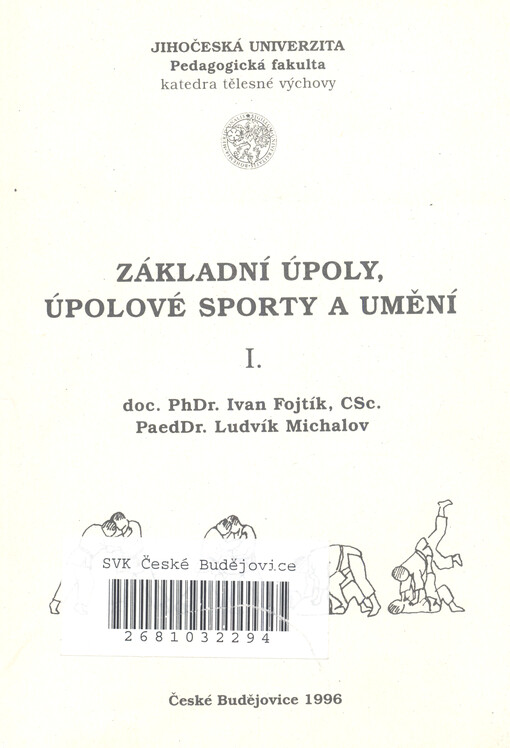 JIHOČESKÁ UNIVERZITA
Pedagogická fakulta
katedra tělesné výchovy
ZÁKLADNÍ ÚPOLY,
ÚPOLOVÉ SPORTY A UMĚNÍ
I.
doc. PhDr. Ivan Fojtík, CSc.
PaedDr. Ludvík Michalov
SVK České Budějovice
2681032294
České Budějovice 1996